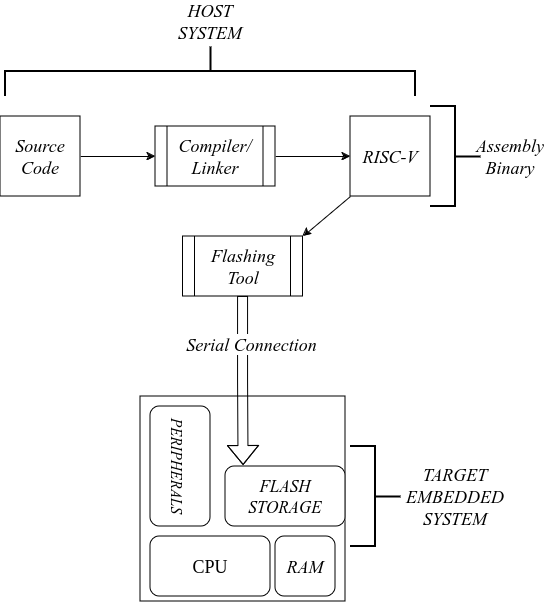 HOST
SYSTEM
Source
Code
Compiler/
Linker
RISC-V
Assembly
Binary
Flashing
Tool
Serial Connection
PERIPHERALS
FLASH
STORAGE
TARGET
EMBEDDED
SYSTEM
CPU
RAM